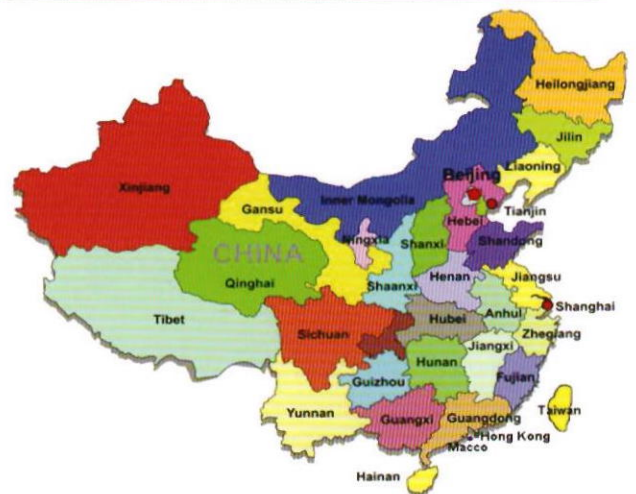 Heilongjiang
Jilin
Liaoning
Beijing
Tianjin
Xinjiang
Inner Mongolia
Gansu
Hebei
Ningxia
Shanxi
Shandong
CHINA
Qinghai
Shaanxi
Henan
Jiangsu
Shanghai
Tibet
Sichuan
Hubei
Anhui
Zhegiang
Jiangxi
Hunan
Guizhou
Fujian
Yunnan
Guangxi
Guangdong
Taiwan
Hong Kong
Macco
Hainan